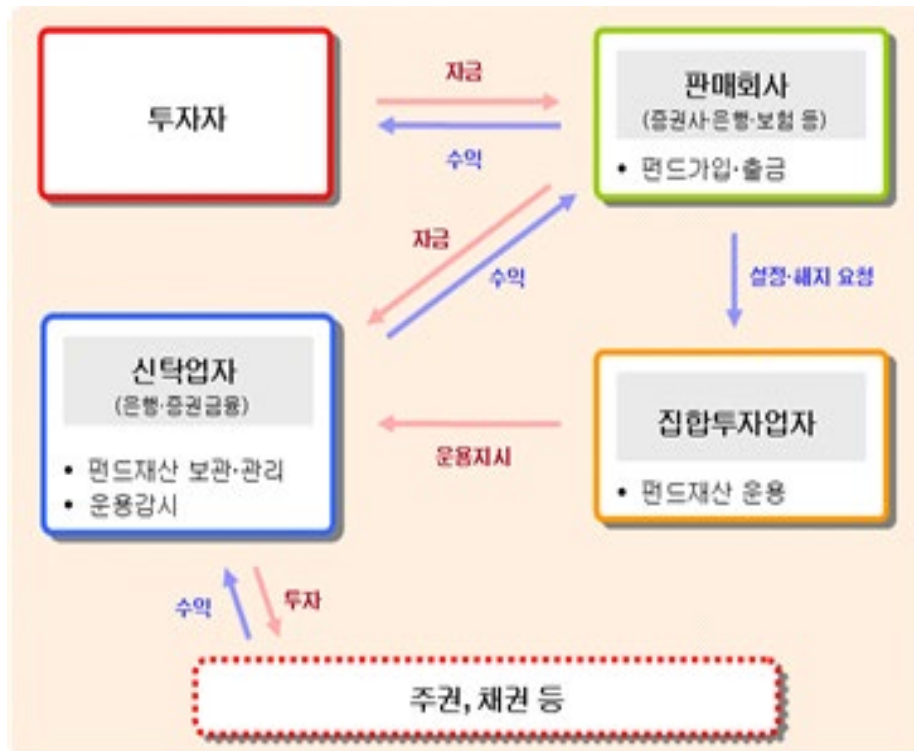 투자자
자금
수익
판매회사
(증권사·은행·보험 등)
• 펀드가입·출금
자금
수익
설정·해지 요청
신탁업자
(은행·증권금융)
• 펀드재산 보관·관리
• 운용감시
운용지시
집합투자업자
• 펀드재산 운용
수익
투자
주권, 채권 등